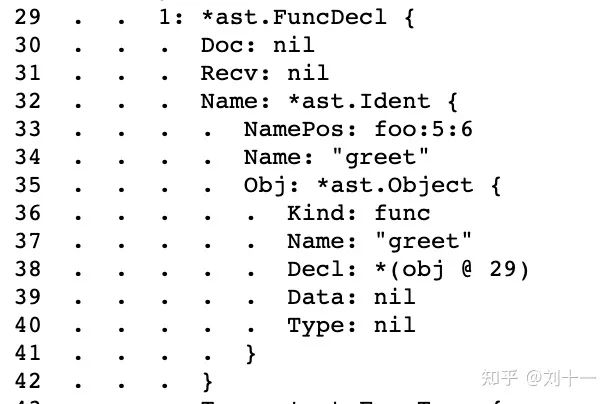 29  .  .  1: *ast.FuncDecl {
30  .  .  .  Doc: nil
31  .  .  .  Recv: nil
32  .  .  .  Name: *ast.Ident {
33  .  .  .  .  NamePos: foo:5:6
34  .  .  .  .  Name: "greet"
35  .  .  .  .  Obj: *ast.Object {
36  .  .  .  .  .  Kind: func
37  .  .  .  .  .  Name: "greet"
38  .  .  .  .  .  Decl: *(obj @ 29)
39  .  .  .  .  .  Data: nil
40  .  .  .  .  .  Type: nil
41  .  .  .  .  }
42  .  .  .  }
知乎 @刘十一